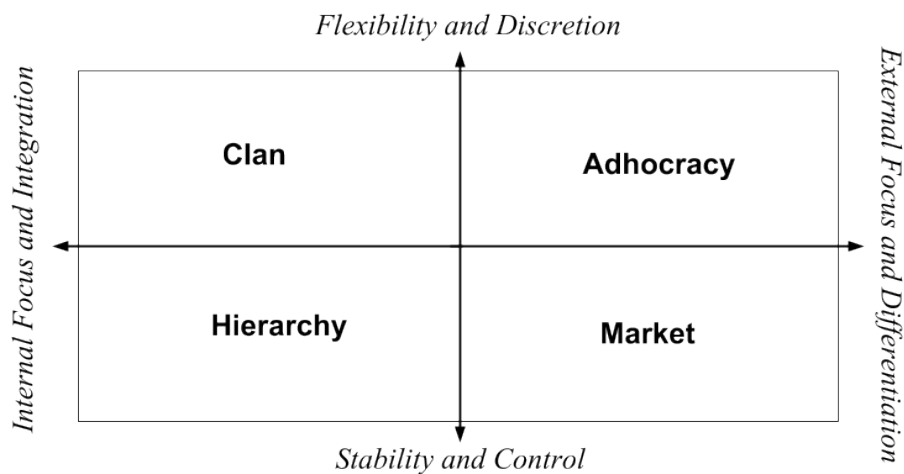 Flexibility and Discretion
Internal Focus and Integration
External Focus and Differentiation
Clan
Adhocracy
Hierarchy
Market
Stability and Control